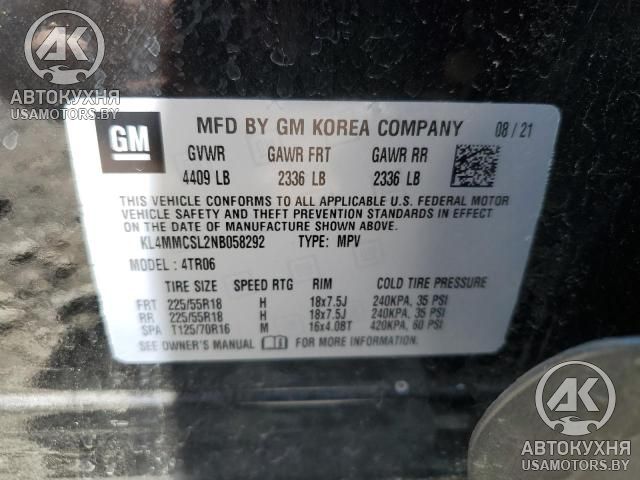 АК
АВТОКУХНЯ
USAMOTORS.BY
GM
MFD BY GM KOREA COMPANY 08 / 21
GVWR GAWR FRT GAWR RR
4409 LB 2336 LB 2336 LB
THIS VEHICLE CONFORMS TO ALL APPLICABLE U.S. FEDERAL MOTOR
VEHICLE SAFETY AND THEFT PREVENTION STANDARDS IN EFFECT
ON THE DATE OF MANUFACTURE SHOWN ABOVE.
KL4MMCSL2NB058292 TYPE: MPV
MODEL: 4TR06
TIRE SIZE SPEED RTG RIM COLD TIRE PRESSURE
FRT 225/55R18 H 18x7.5J 240KPA, 35 PSI
RR 225/55R18 H 18x7.5J 240KPA, 35 PSI
SPA T125/70R16 M 16x4.0BT 420KPA, 60 PSI
SEE OWNER'S MANUAL FOR MORE INFORMATION.
АК
АВТОКУХНЯ
USAMOTORS.BY